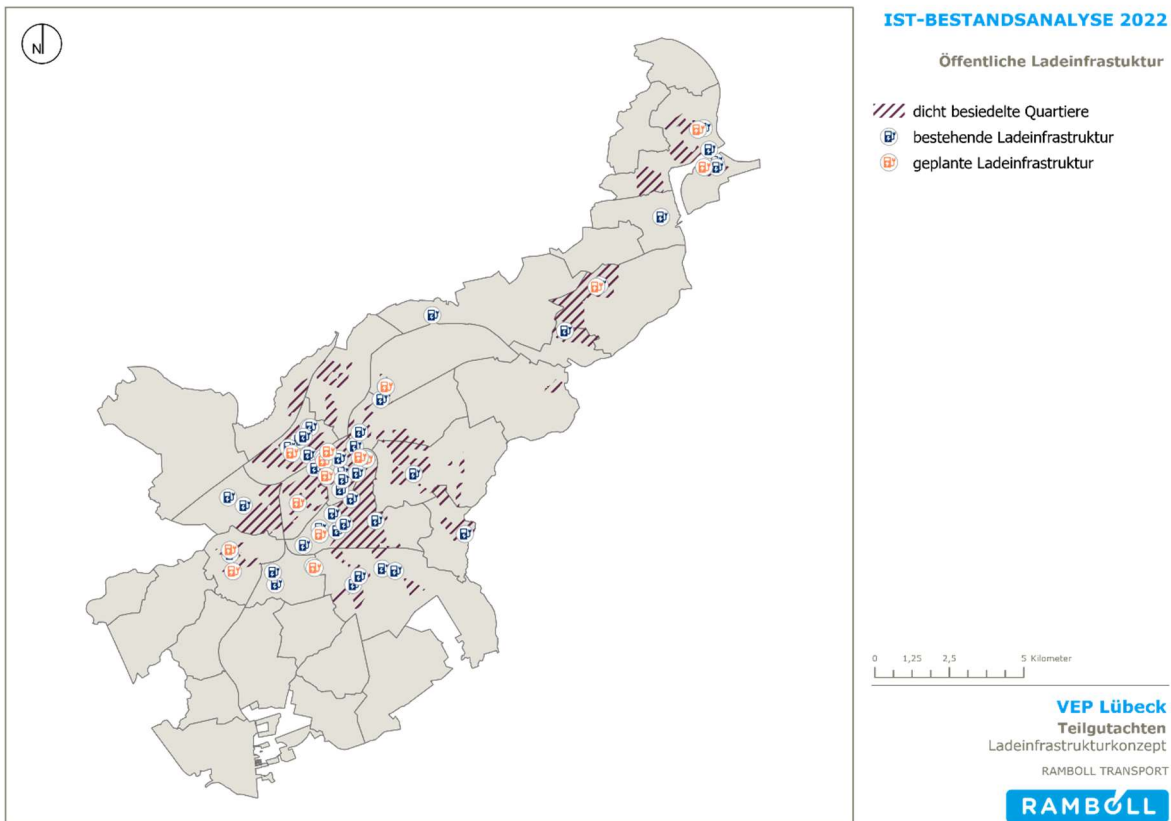 N
IST-BESTANDSANALYSE 2022
Öffentliche Ladeinfrastuktur
dicht besiedelte Quartiere
bestehende Ladeinfrastruktur
geplante Ladeinfrastruktur
0 1,25 2,5 5 Kilometer
VEP Lübeck
Teilgutachten
Ladeinfrastrukturkonzept
RAMBOLL TRANSPORT
RAMBOLL